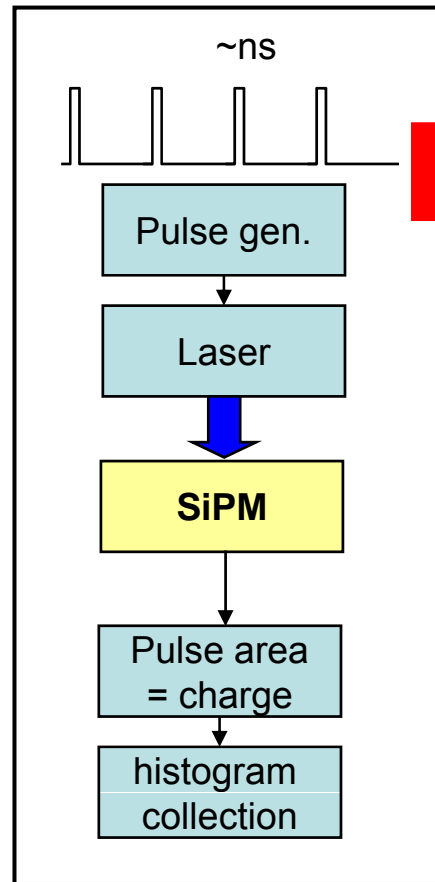 ~ns
Pulse gen.
Laser
SiPM
Pulse area
= charge
histogram
collection